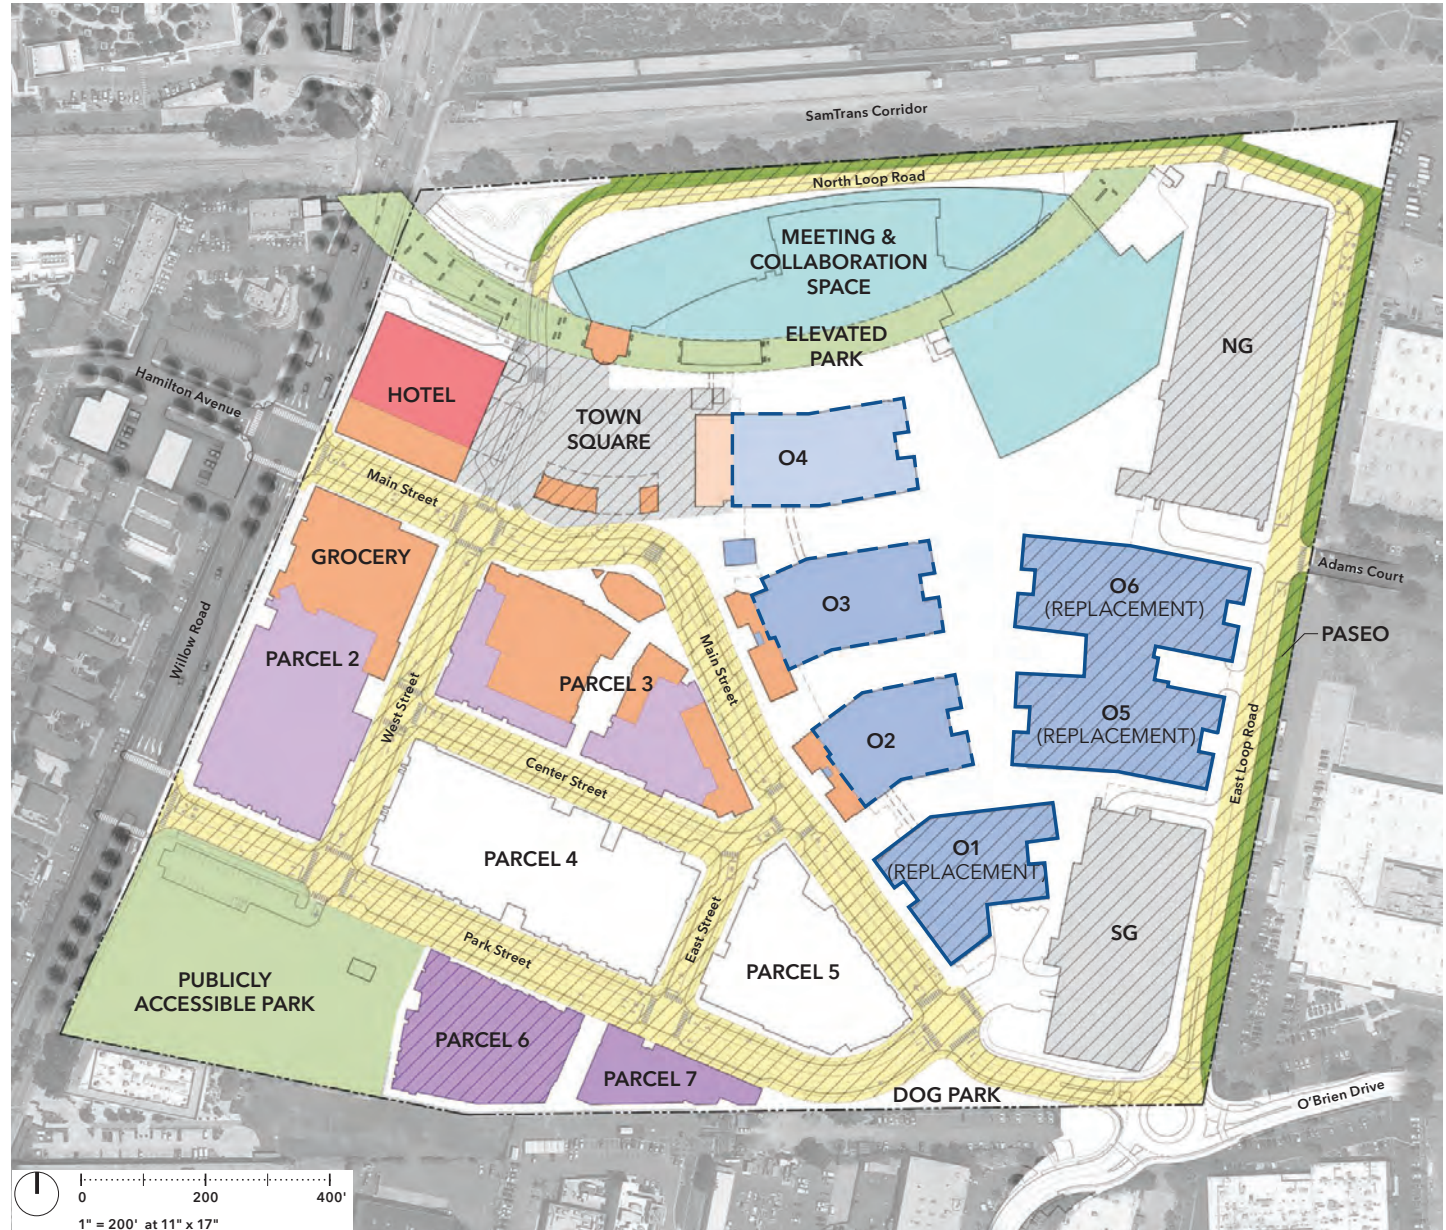 SamTrans Corridor
North Loop Road
MEETING &
COLLABORATION
SPACE
ELEVATED
PARK
NG
HOTEL
Hamilton Avenue
TOWN
SQUARE
O4
Main Street
GROCERY
Adams Court
O3
O6
(REPLACEMENT)
Willow Road
PARCEL 2
PARCEL 3
Main Street
PASEO
West Street
O2
O5
(REPLACEMENT)
East Loop Road
Center Street
PARCEL 4
O1
(REPLACEMENT)
East Street
SG
Park Street
PARCEL 5
PUBLICLY
ACCESSIBLE PARK
PARCEL 6
PARCEL 7
DOG PARK
O'Brien Drive
0 200 400'
1" = 200' at 11" x 17"